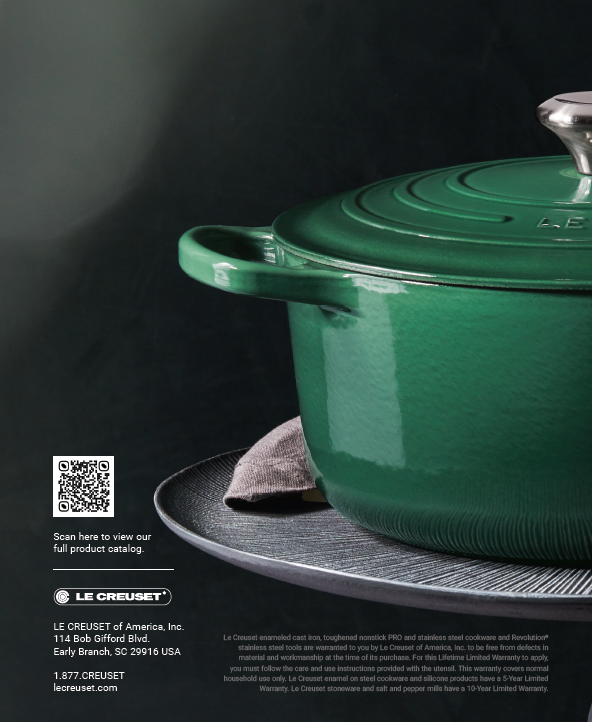 LE
Scan here to view our
full product catalog.
LE CREUSET
LE CREUSET of America, Inc.
114 Bob Gifford Blvd.
Early Branch, SC 29916 USA
1.877.CREUSET
lecreuset.com
Le Creuset enameled cast iron, toughened nonstick PRO and stainless steel cookware and Revolution®
stainless steel tools are warranted to you by Le Creuset of America, Inc. to be free from defects in
material and workmanship at the time of its purchase. For this Lifetime Limited Warranty to apply,
you must follow the care and use instructions provided with the utensil. This warranty covers normal
household use only. Le Creuset enamel on steel cookware and silicone products have a 5-Year Limited
Warranty. Le Creuset stoneware and salt and pepper mills have a 10-Year Limited Warranty.